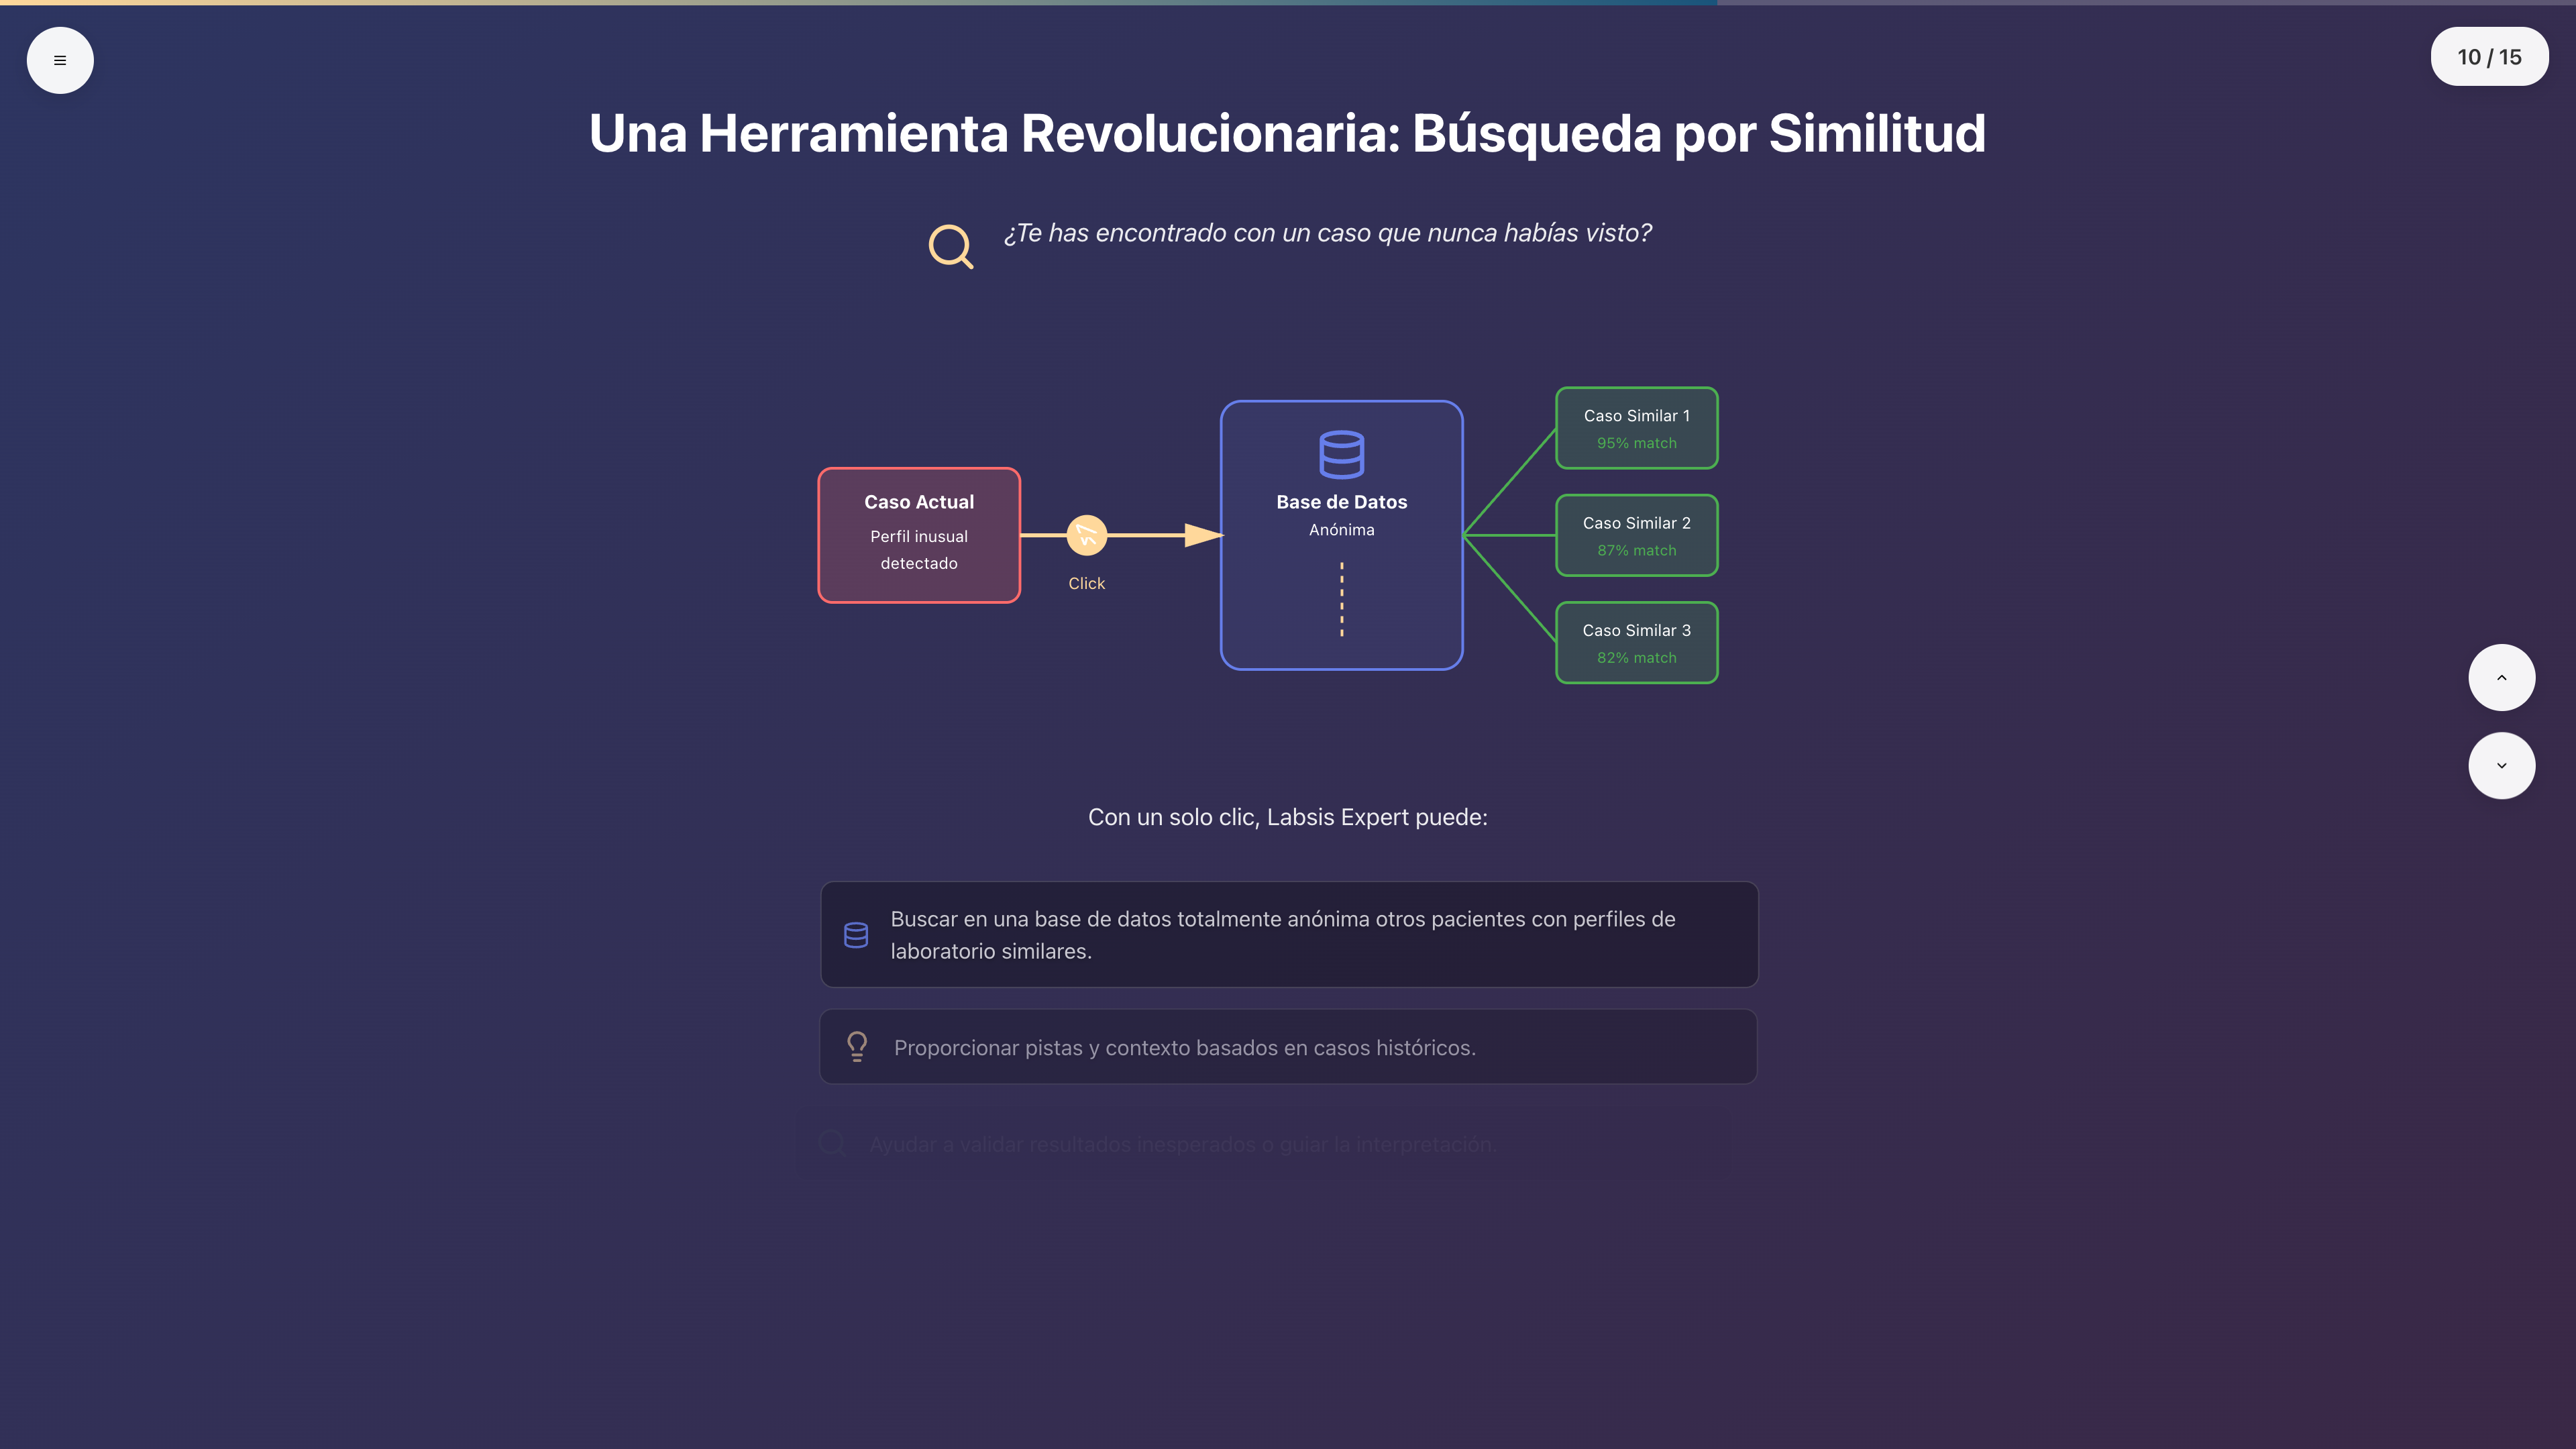 10 / 15
Una Herramienta Revolucionaria: Búsqueda por Similitud
¿Te has encontrado con un caso que nunca habías visto?
Caso Actual
Perfil inusual
detectado
Click
Base de Datos
Anónima
Caso Similar 1
95% match
Caso Similar 2
87% match
Caso Similar 3
82% match
Con un solo clic, Labsis Expert puede:
Buscar en una base de datos totalmente anónima otros pacientes con perfiles de
laboratorio similares.
Proporcionar pistas y contexto basados en casos históricos.
Ayudar a validar resultados inesperados o guiar la interpretación.